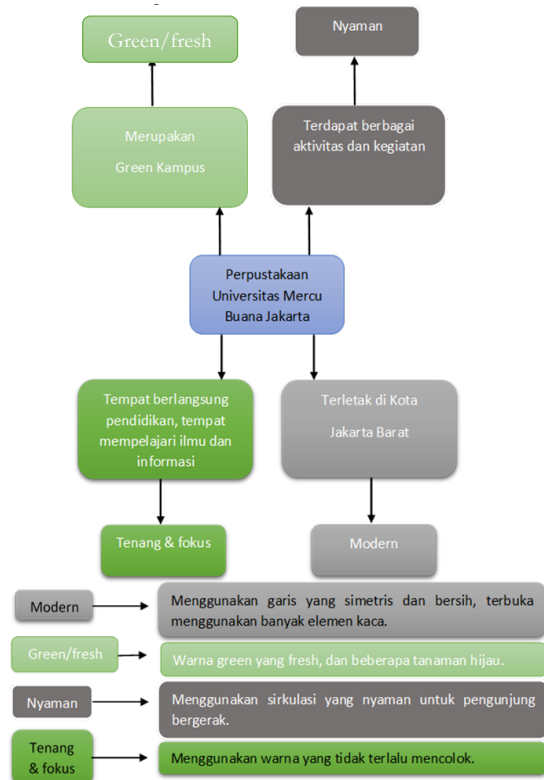 Green/fresh
Nyaman
Merupakan
Green Kampus
Terdapat berbagai
aktivitas dan kegiatan
Perpustakaan
Universitas Mercu
Buana Jakarta
Tempat berlangsung
pendidikan, tempat
mempelajari ilmu dan
informasi
Terletak di Kota
Jakarta Barat
Tenang & fokus
Modern
Modern
Menggunakan garis yang simetris dan bersih, terbuka
menggunakan banyak elemen kaca.
Green/fresh
Warna green yang fresh, dan beberapa tanaman hijau.
Nyaman
Menggunakan sirkulasi yang nyaman untuk pengunjung
bergerak.
Tenang
& fokus
Menggunakan warna yang tidak terlalu mencolok.